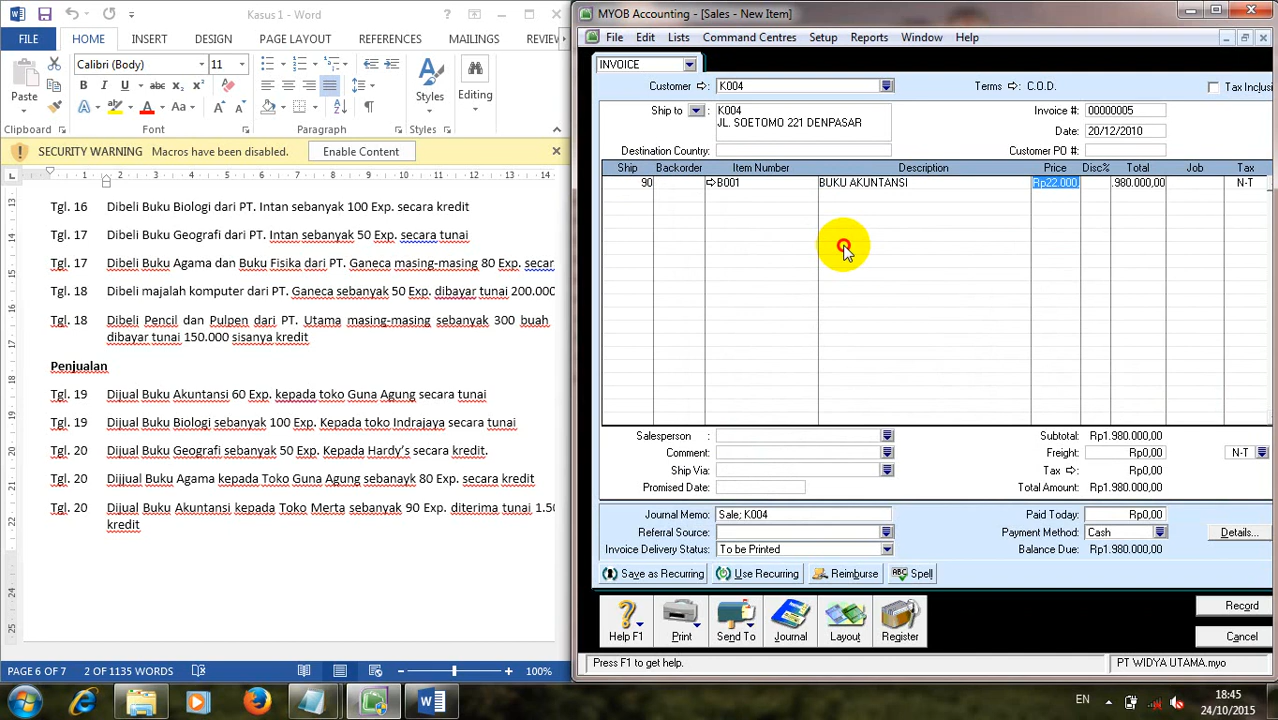 Kasus 1 - Word
FILE HOME INSERT DESIGN PAGE LAYOUT REFERENCES MAILINGS
Calibri (Body) 11
Paste Styles Editing
Clipboard Font Paragraph Styles
SECURITY WARNING Macros have been disabled. Enable Content
1 2 3 4 5 6 7 8 9 10 11 12 13 14
Tgl. 16 Dibeli Buku Biologi dari PT. Intan sebanyak 100 Exp. secara kredit
Tgl. 17 Dibeli Buku Geografi dari PT. Intan sebanyak 50 Exp. secara tunai
Tgl. 17 Dibeli Buku Agama dan Buku Fisika dari PT. Ganeca masing-masing 80 Exp. secar
Tgl. 18 Dibeli majalah komputer dari PT. Ganeca sebanyak 50 Exp. dibayar tunai 200.000
Tgl. 18 Dibeli Pencil dan Pulpen dari PT. Utama masing-masing sebanyak 300 buah
dibayar tunai 150.000 sisanya kredit
Penjualan
Tgl. 19 Dijual Buku Akuntansi 60 Exp. kepada toko Guna Agung secara tunai
Tgl. 19 Dijual Buku Biologi sebanyak 100 Exp. Kepada toko Indrajaya secara tunai
Tgl. 20 Dijual Buku Geografi sebanyak 50 Exp. Kepada Hardy's secara kredit.
Tgl. 20 Dijjual Buku Agama kepada Toko Guna Agung sebanayk 80 Exp. secara kredit
Tgl. 20 Dijual Buku Akuntansi kepada Toko Merta sebanyak 90 Exp. diterima tunai 1.50
kredit
PAGE 6 OF 7 2 OF 1135 WORDS 100%
MYOB Accounting - [Sales - New Item]
File Edit Lists Command Centres Setup Reports Window Help
INVOICE
Customer K004 Terms C.O.D. Tax Inclusi
Ship to : K004 Invoice #: 00000005
JL. SOETOMO 221 DENPASAR
Date: 20/12/2010
Destination Country: Customer PO #:
Ship Backorder Item Number Description Price Disc% Total Job Tax
90 B001 BUKU AKUNTANSI Rp22.000, .980.000,00 N-T
Salesperson : Subtotal: Rp1.980.000,00
Comment: Freight: Rp0,00 N-T
Ship Via: Tax : Rp0,00
Promised Date: Total Amount: Rp1.980.000,00
Journal Memo: Sale; K004 Paid Today: Rp0,00
Referral Source: Payment Method: Cash Details...
Invoice Delivery Status: To be Printed Balance Due: Rp1.980.000,00
Save as Recurring Use Recurring Reimburse ABC Spell
Help F1 Print Send To Journal Layout Register
Record
Cancel
Press F1 to get help. PT WIDYA UTAMA.myo
EN 18:45
24/10/2015